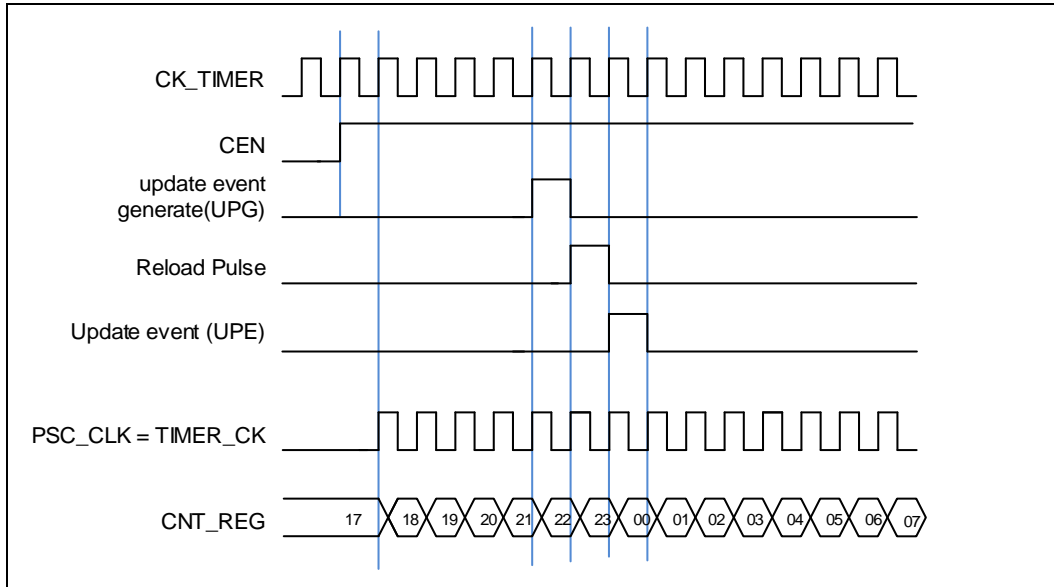 CK_TIMER
CEN
update event
generate(UPG)
Reload Pulse
Update event (UPE)
PSC_CLK = TIMER_CK
CNT_REG 17 18 19 20 21 22 23 00 01 02 03 04 05 06 07